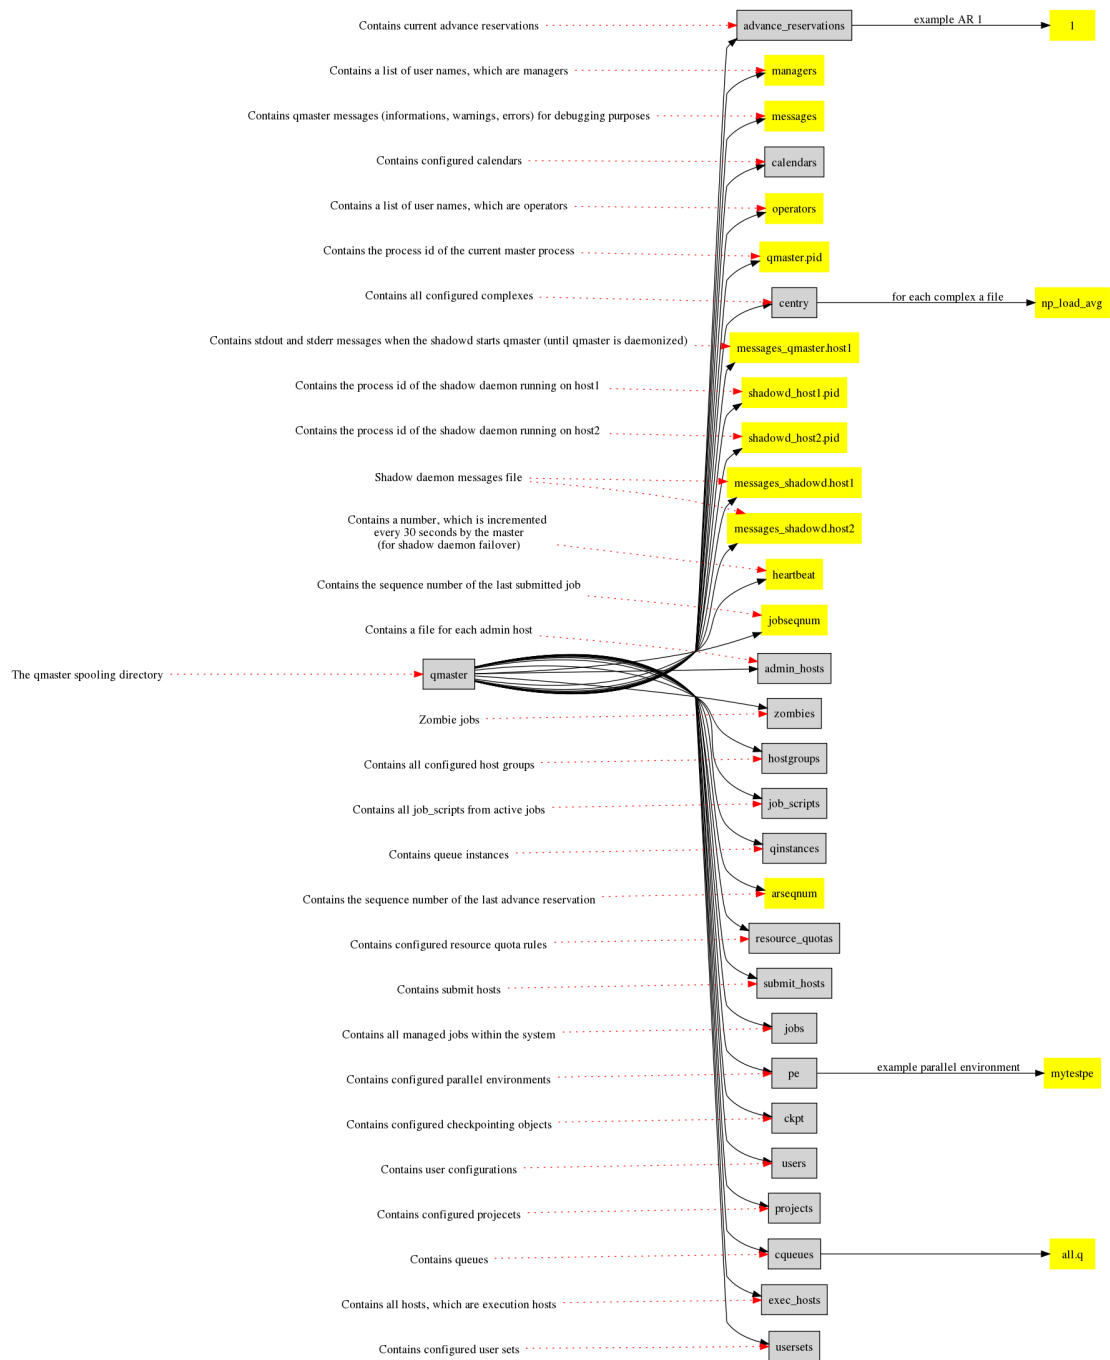 Contains current advance reservations
advance_reservations
example AR 1
1
Contains a list of user names, which are managers
managers
Contains qmaster messages (informations, warnings, errors) for debugging purposes
messages
Contains configured calendars
calendars
Contains a list of user names, which are operators
operators
Contains the process id of the current master process
qmaster.pid
Contains all configured complexes
centry
for each complex a file
np_load_avg
Contains stdout and stderr messages when the shadowd starts qmaster (until qmaster is daemonized)
messages_qmaster.host1
Contains the process id of the shadow daemon running on host1
shadowd_host1.pid
Contains the process id of the shadow daemon running on host2
shadowd_host2.pid
Shadow daemon messages file
messages_shadowd.host1
messages_shadowd.host2
Contains a number, which is incremented
every 30 seconds by the master
(for shadow daemon failover)
heartbeat
Contains the sequence number of the last submitted job
jobseqnum
Contains a file for each admin host
admin_hosts
The qmaster spooling directory
qmaster
Zombie jobs
zombies
Contains all configured host groups
hostgroups
Contains all job_scripts from active jobs
job_scripts
Contains queue instances
qinstances
Contains the sequence number of the last advance reservation
arseqnum
Contains configured resource quota rules
resource_quotas
Contains submit hosts
submit_hosts
Contains all managed jobs within the system
jobs
Contains configured parallel environments
pe
example parallel environment
mytestpe
Contains configured checkpointing objects
ckpt
Contains user configurations
users
Contains configured projecets
projects
Contains queues
cqueues
all.q
Contains all hosts, which are execution hosts
exec_hosts
Contains configured user sets
usersets